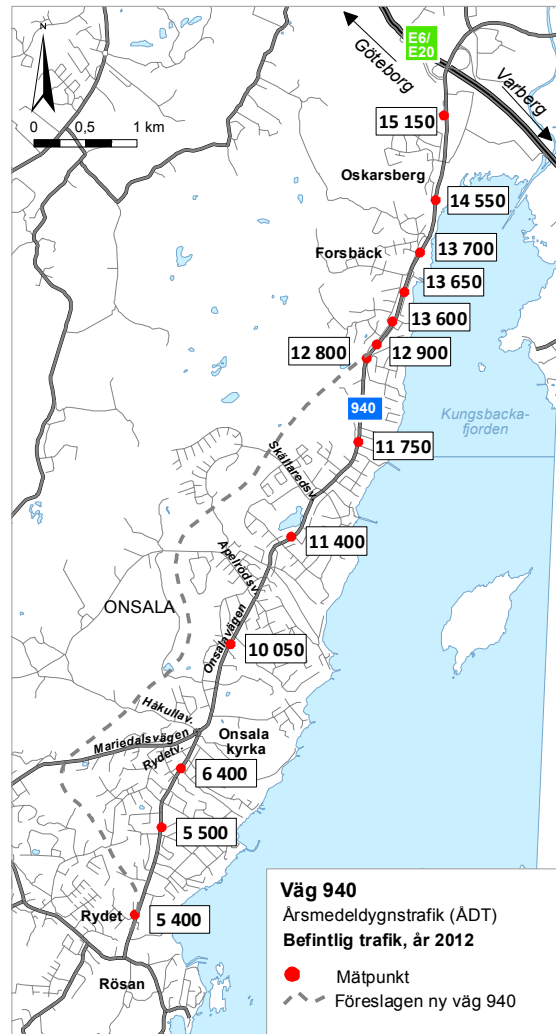 N
0 0,5 1 km
E6/
E20
Göteborg
Varberg
15 150
Oskarsberg
14 550
Forsbäck
13 700
13 650
13 600
12 800
12 900
940
Kungsbacka-
fjorden
11 750
Skällaredsv.
11 400
Apelrödsv.
ONSALA
Onsalavägen
10 050
Håkullav.
Mariedalsvägen
Onsala
kyrka
Rydetv.
6 400
5 500
Rydet
5 400
Rösan
Väg 940
Årsmedeldygnstrafik (ÅDT)
Befintlig trafik, år 2012
Mätpunkt
Föreslagen ny väg 940